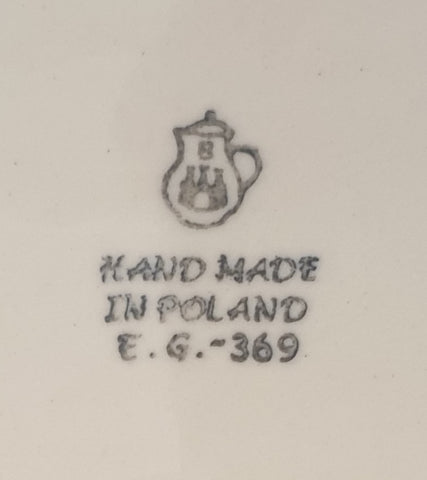 B
HAND MADE
IN POLAND
E.G.-369